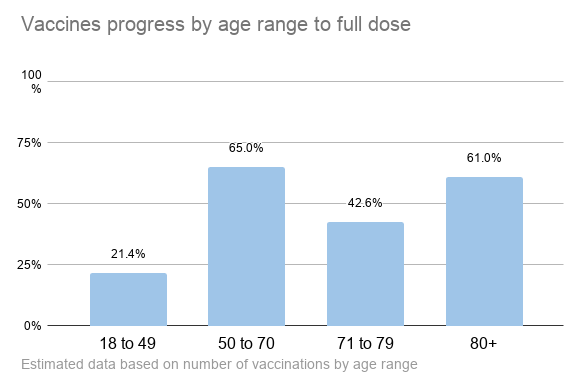 Vaccines progress by age range to full dose
100
%
75%
50%
25%
0%
21.4%
65.0%
42.6%
61.0%
18 to 49
50 to 70
71 to 79
80+
Estimated data based on number of vaccinations by age range